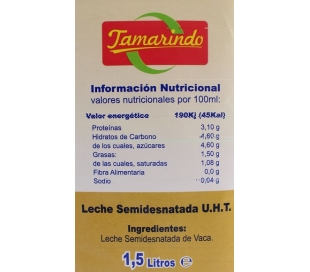 Tamarindo
Información Nutricional
valores nutricionales por 100ml:
Valor energético 190Kj (45Kal)
Proteínas 3,10 g
Hidratos de Carbono 4,60 g
de los cuales, azúcares 4,60 g
Grasas: 1,50 g
de las cuales, saturadas 1,08 g
Fibra Alimentaria 0,0 g
Sodio 0,04 g
Leche Semidesnatada U.H.T.
Ingredientes:
Leche Semidesnatada de Vaca.
1,5 Litros ℮